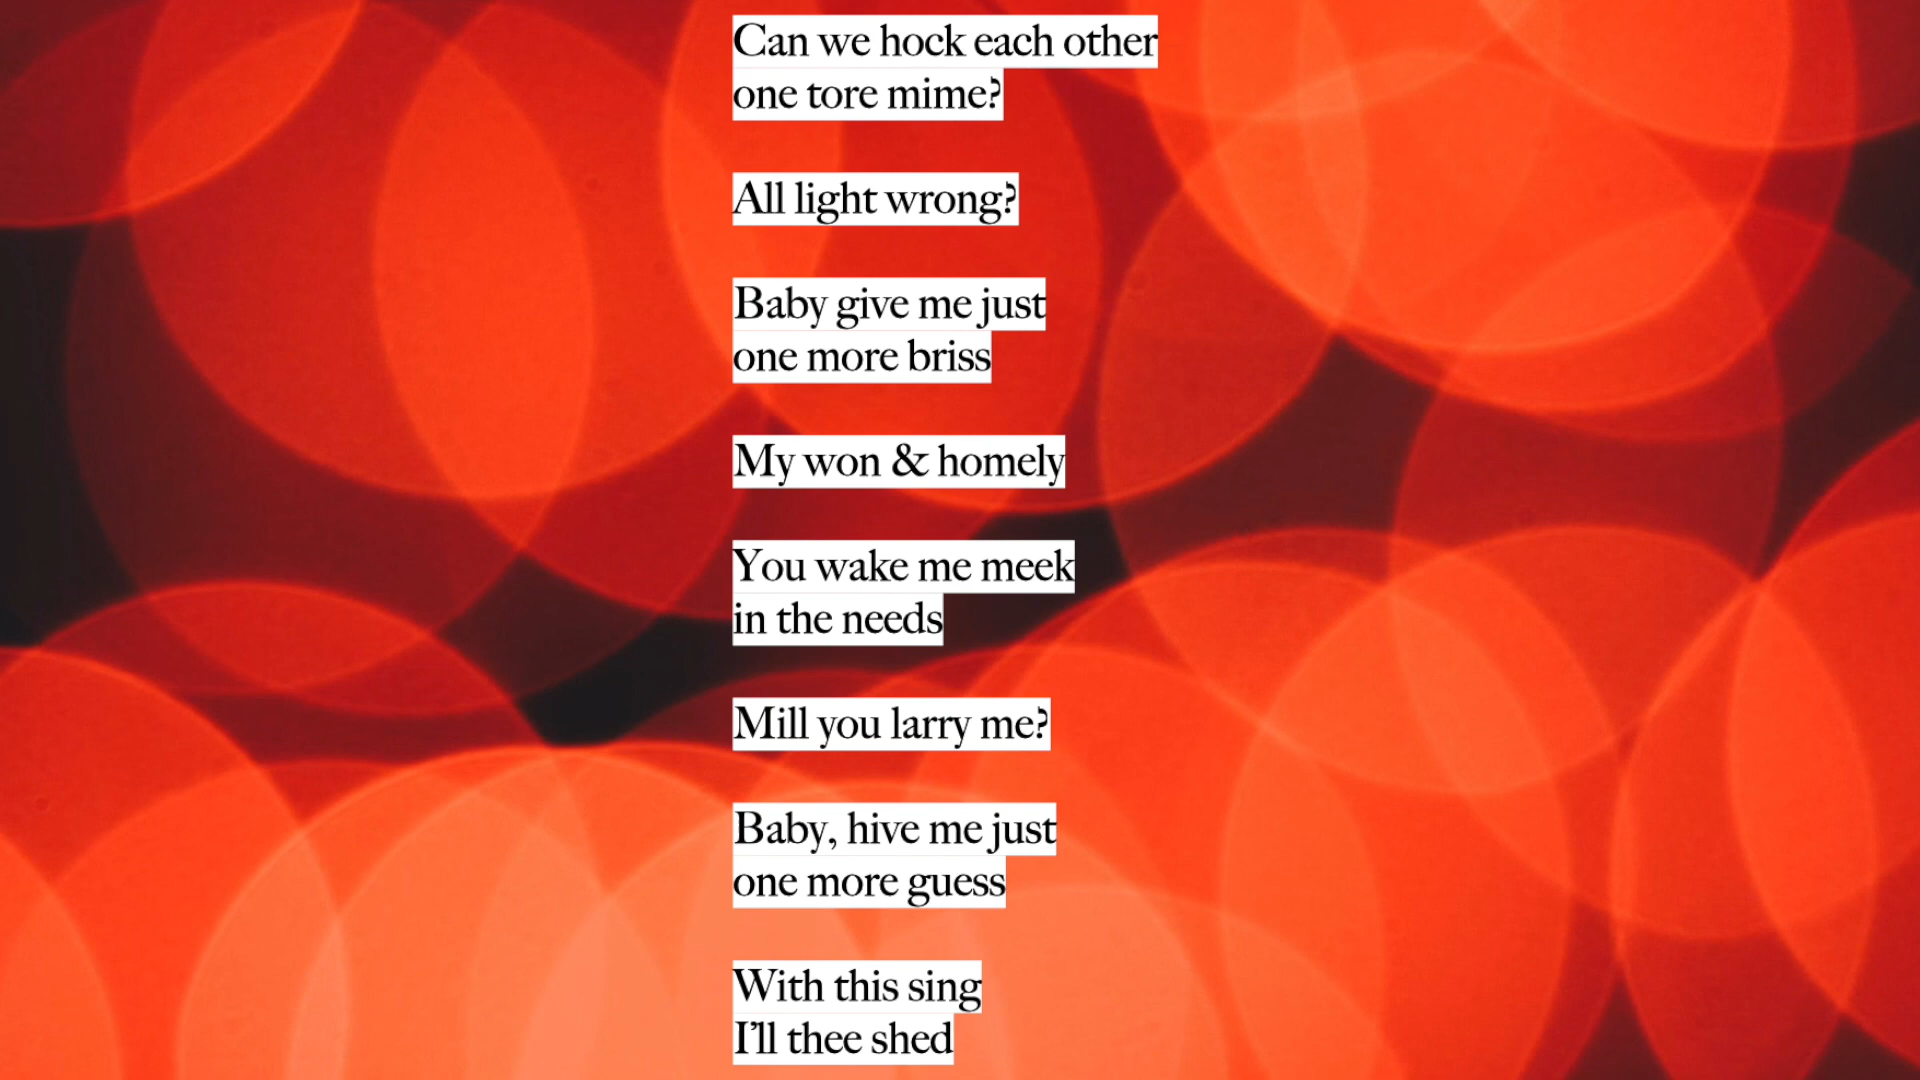 Can we hock each other
one tore mime?
All light wrong?
Baby give me just
one more briss
My won & homely
You wake me meek
in the needs
Mill you larry me?
Baby, hive me just
one more guess
With this sing
I'll thee shed